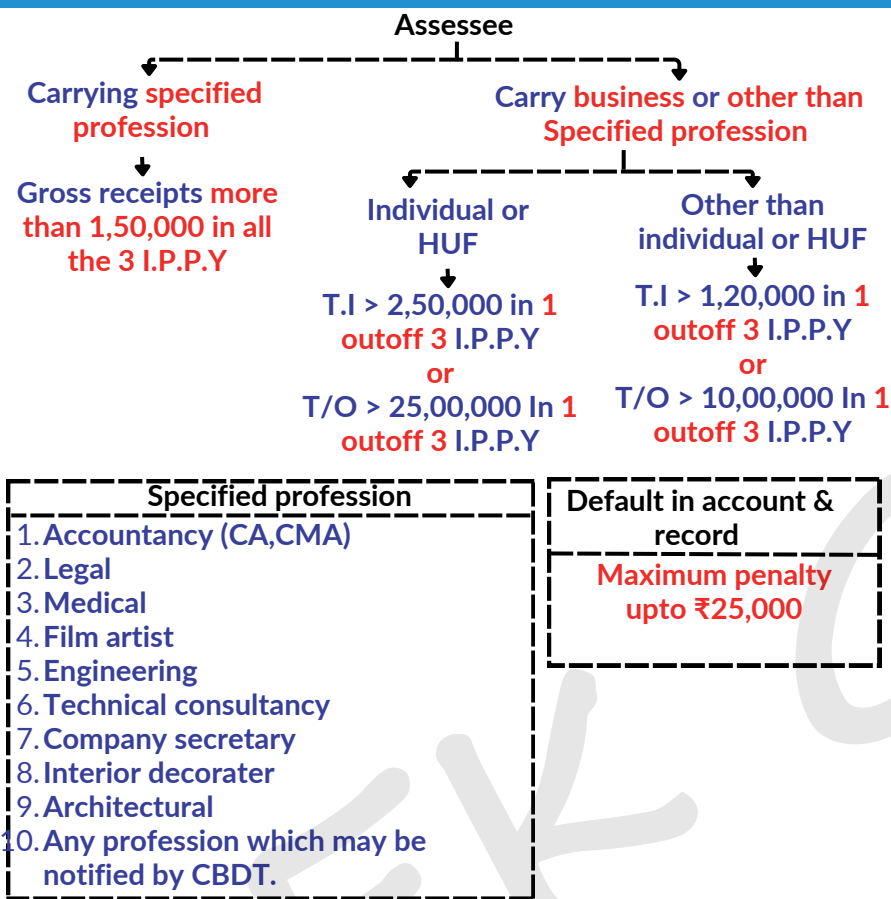 Assessee
Carrying specified
profession
Gross receipts more
than 1,50,000 in all
the 3 I.P.P.Y
Carry business or other than
Specified profession
Individual or
HUF
T.I > 2,50,000 in 1
outoff 3 I.P.P.Y
or
T/O > 25,00,000 In 1
outoff 3 I.P.P.Y
Other than
individual or HUF
T.I > 1,20,000 in 1
outoff 3 I.P.P.Y
or
T/O > 10,00,000 In 1
outoff 3 I.P.P.Y
Specified profession
1. Accountancy (CA,CMA)
2. Legal
3. Medical
4. Film artist
5. Engineering
6. Technical consultancy
7. Company secretary
8. Interior decorater
9. Architectural
10. Any profession which may be
notified by CBDT.
Default in account &
record
Maximum penalty
upto ₹25,000